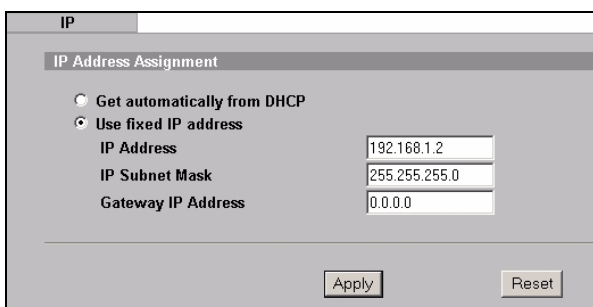 IP
IP Address Assignment
Get automatically from DHCP
Use fixed IP address
IP Address 192.168.1.2
IP Subnet Mask 255.255.255.0
Gateway IP Address 0.0.0.0
Apply Reset